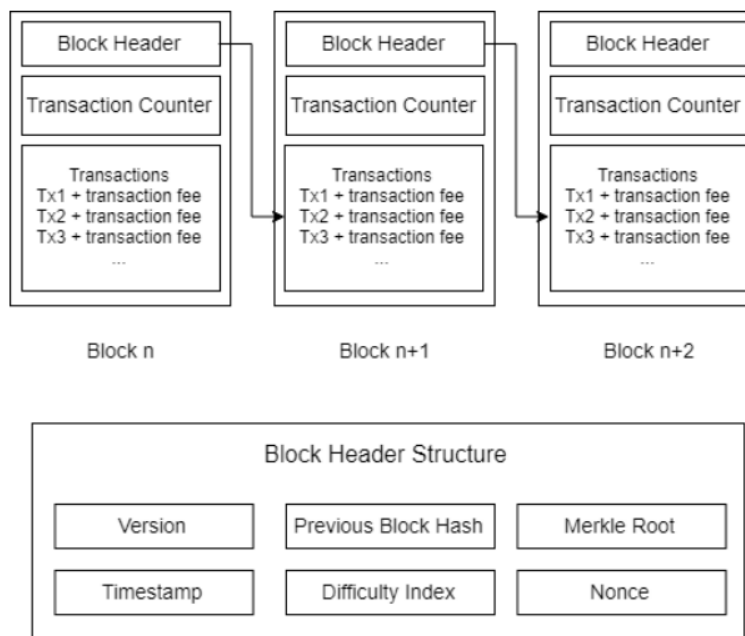 Block Header
Transaction Counter
Transactions
Tx1 + transaction fee
Tx2 + transaction fee
Tx3 + transaction fee
...
Block n
Block Header
Transaction Counter
Transactions
Tx1 + transaction fee
Tx2 + transaction fee
Tx3 + transaction fee
...
Block n+1
Block Header
Transaction Counter
Transactions
Tx1 + transaction fee
Tx2 + transaction fee
Tx3 + transaction fee
...
Block n+2
Block Header Structure
Version
Previous Block Hash
Merkle Root
Timestamp
Difficulty Index
Nonce